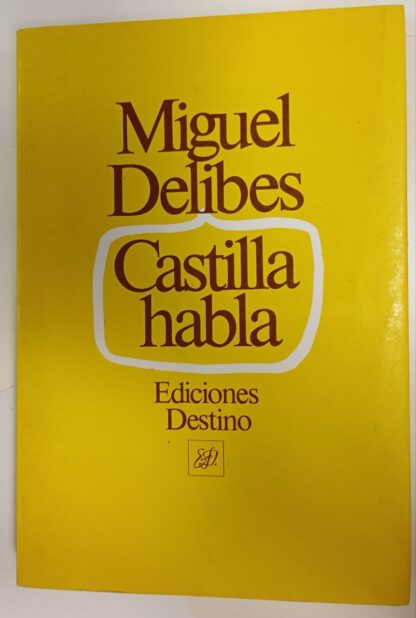 Miguel
Delibes
Castilla
habla
Ediciones
Destino